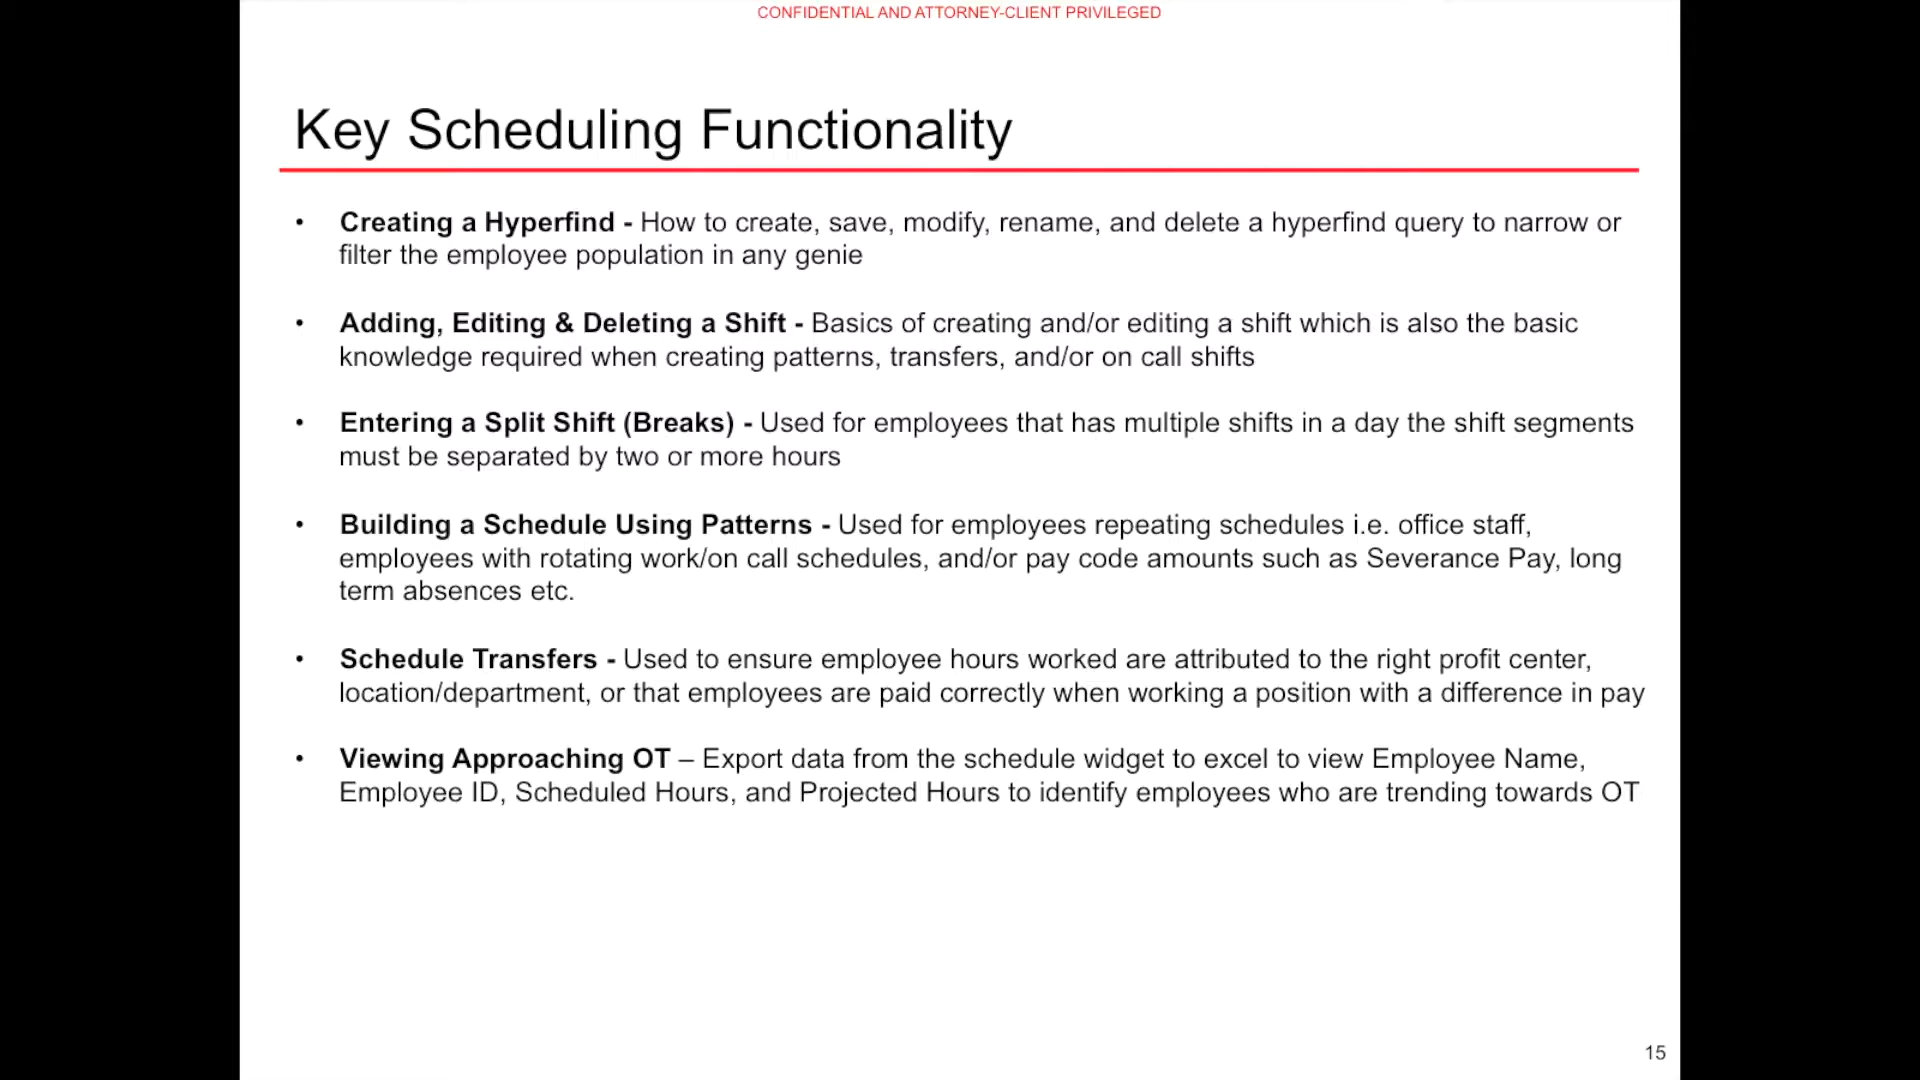 CONFIDENTIAL AND ATTORNEY-CLIENT PRIVILEGED
Key Scheduling Functionality
• Creating a Hyperfind - How to create, save, modify, rename, and delete a hyperfind query to narrow or
filter the employee population in any genie
• Adding, Editing & Deleting a Shift - Basics of creating and/or editing a shift which is also the basic
knowledge required when creating patterns, transfers, and/or on call shifts
• Entering a Split Shift (Breaks) - Used for employees that has multiple shifts in a day the shift segments
must be separated by two or more hours
• Building a Schedule Using Patterns - Used for employees repeating schedules i.e. office staff,
employees with rotating work/on call schedules, and/or pay code amounts such as Severance Pay, long
term absences etc.
• Schedule Transfers - Used to ensure employee hours worked are attributed to the right profit center,
location/department, or that employees are paid correctly when working a position with a difference in pay
• Viewing Approaching OT – Export data from the schedule widget to excel to view Employee Name,
Employee ID, Scheduled Hours, and Projected Hours to identify employees who are trending towards OT
15